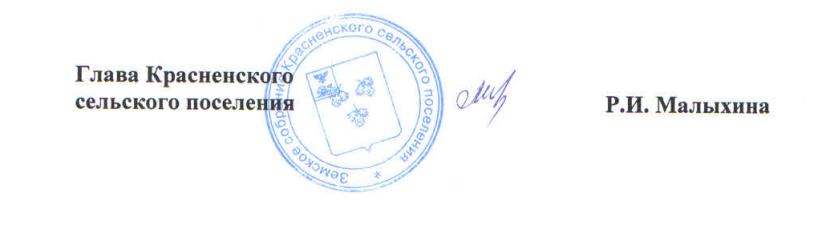 Глава Красненского
сельского поселения
Р.И. Малыхина
Земское собрание Красненского сельского поселения *